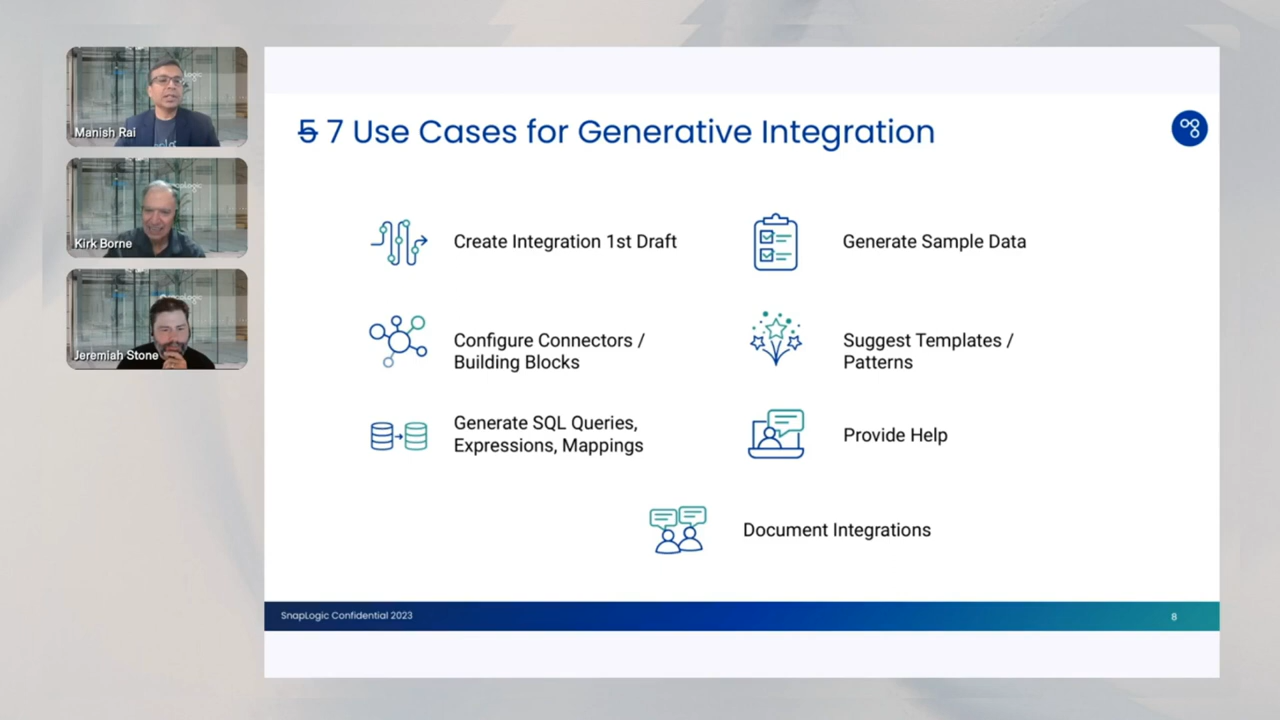 Manish Rai
Kirk Borne
Jeremiah Stone
5 7 Use Cases for Generative Integration
Create Integration 1st Draft
Generate Sample Data
Configure Connectors /
Building Blocks
Suggest Templates /
Patterns
Generate SQL Queries,
Expressions, Mappings
Provide Help
Document Integrations
SnapLogic Confidential 2023
8